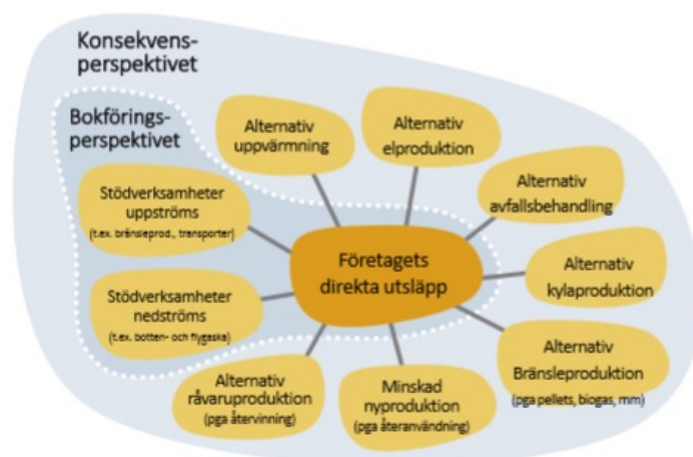 Konsekvens-
perspektivet
Bokförings-
perspektivet
Alternativ
uppvärmning
Alternativ
elproduktion
Alternativ
avfallsbehandling
Stödverksamheter
uppströms
(t.ex. bränsleprod., transporter)
Företagets
direkta utsläpp
Alternativ
kylaproduktion
Stödverksamheter
nedströms
(t.ex. botten- och flygaska)
Alternativ
Bränsleproduktion
(pga pellets, biogas, mm)
Alternativ
råvaruproduktion
(pga återvinning)
Minskad
nyproduktion
(pga återanvändning)